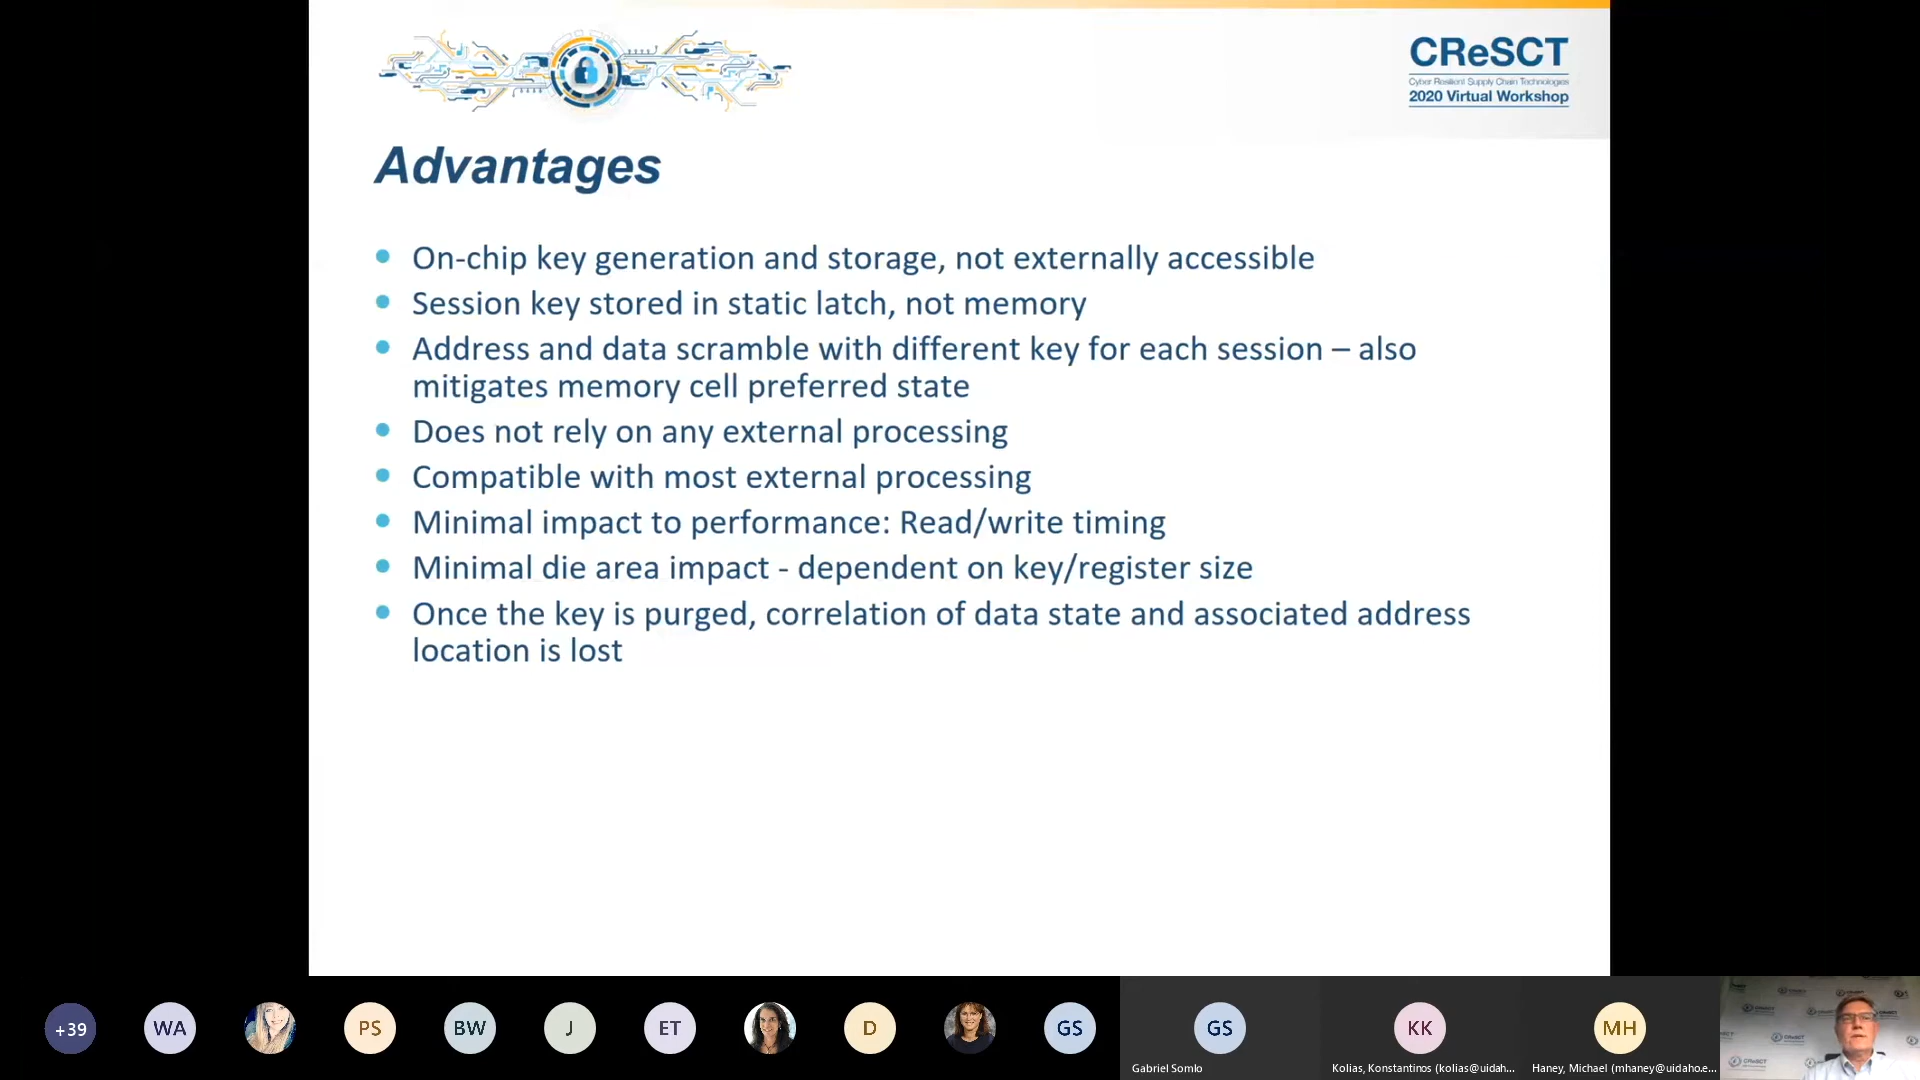 CReSCT
Cyber Resilient Supply Chain Technologies
2020 Virtual Workshop
Advantages
On-chip key generation and storage, not externally accessible
Session key stored in static latch, not memory
Address and data scramble with different key for each session – also
mitigates memory cell preferred state
Does not rely on any external processing
Compatible with most external processing
Minimal impact to performance: Read/write timing
Minimal die area impact - dependent on key/register size
Once the key is purged, correlation of data state and associated address
location is lost
+39
WA
PS
BW
J
ET
D
GS
GS
KK
MH
Gabriel Somlo
Kolias, Konstantinos (kolias@uidah...
Haney, Michael (mhaney@uidaho.e...
CReSCT